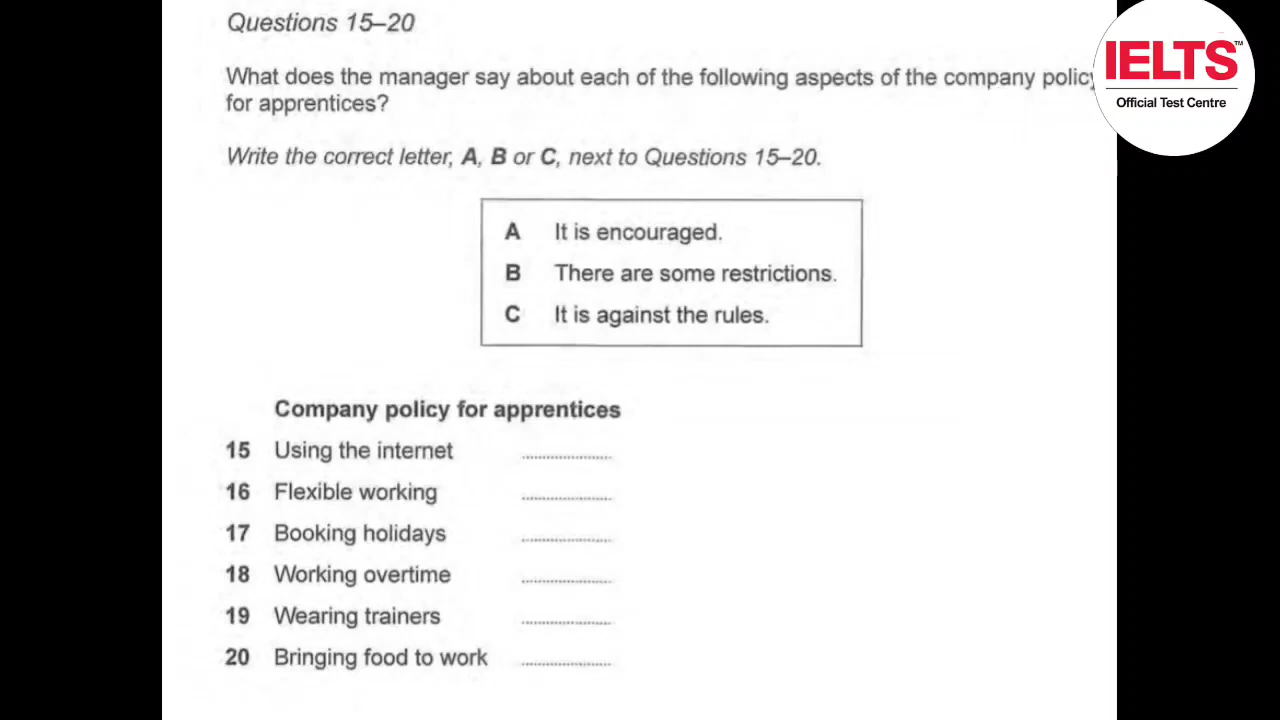 Questions 15–20
What does the manager say about each of the following aspects of the company policy
for apprentices?
Write the correct letter, A, B or C, next to Questions 15–20.
A It is encouraged.
B There are some restrictions.
C It is against the rules.
Company policy for apprentices
15 Using the internet ....................
16 Flexible working ....................
17 Booking holidays ....................
18 Working overtime ....................
19 Wearing trainers ....................
20 Bringing food to work ....................
IELTS™
Official Test Centre